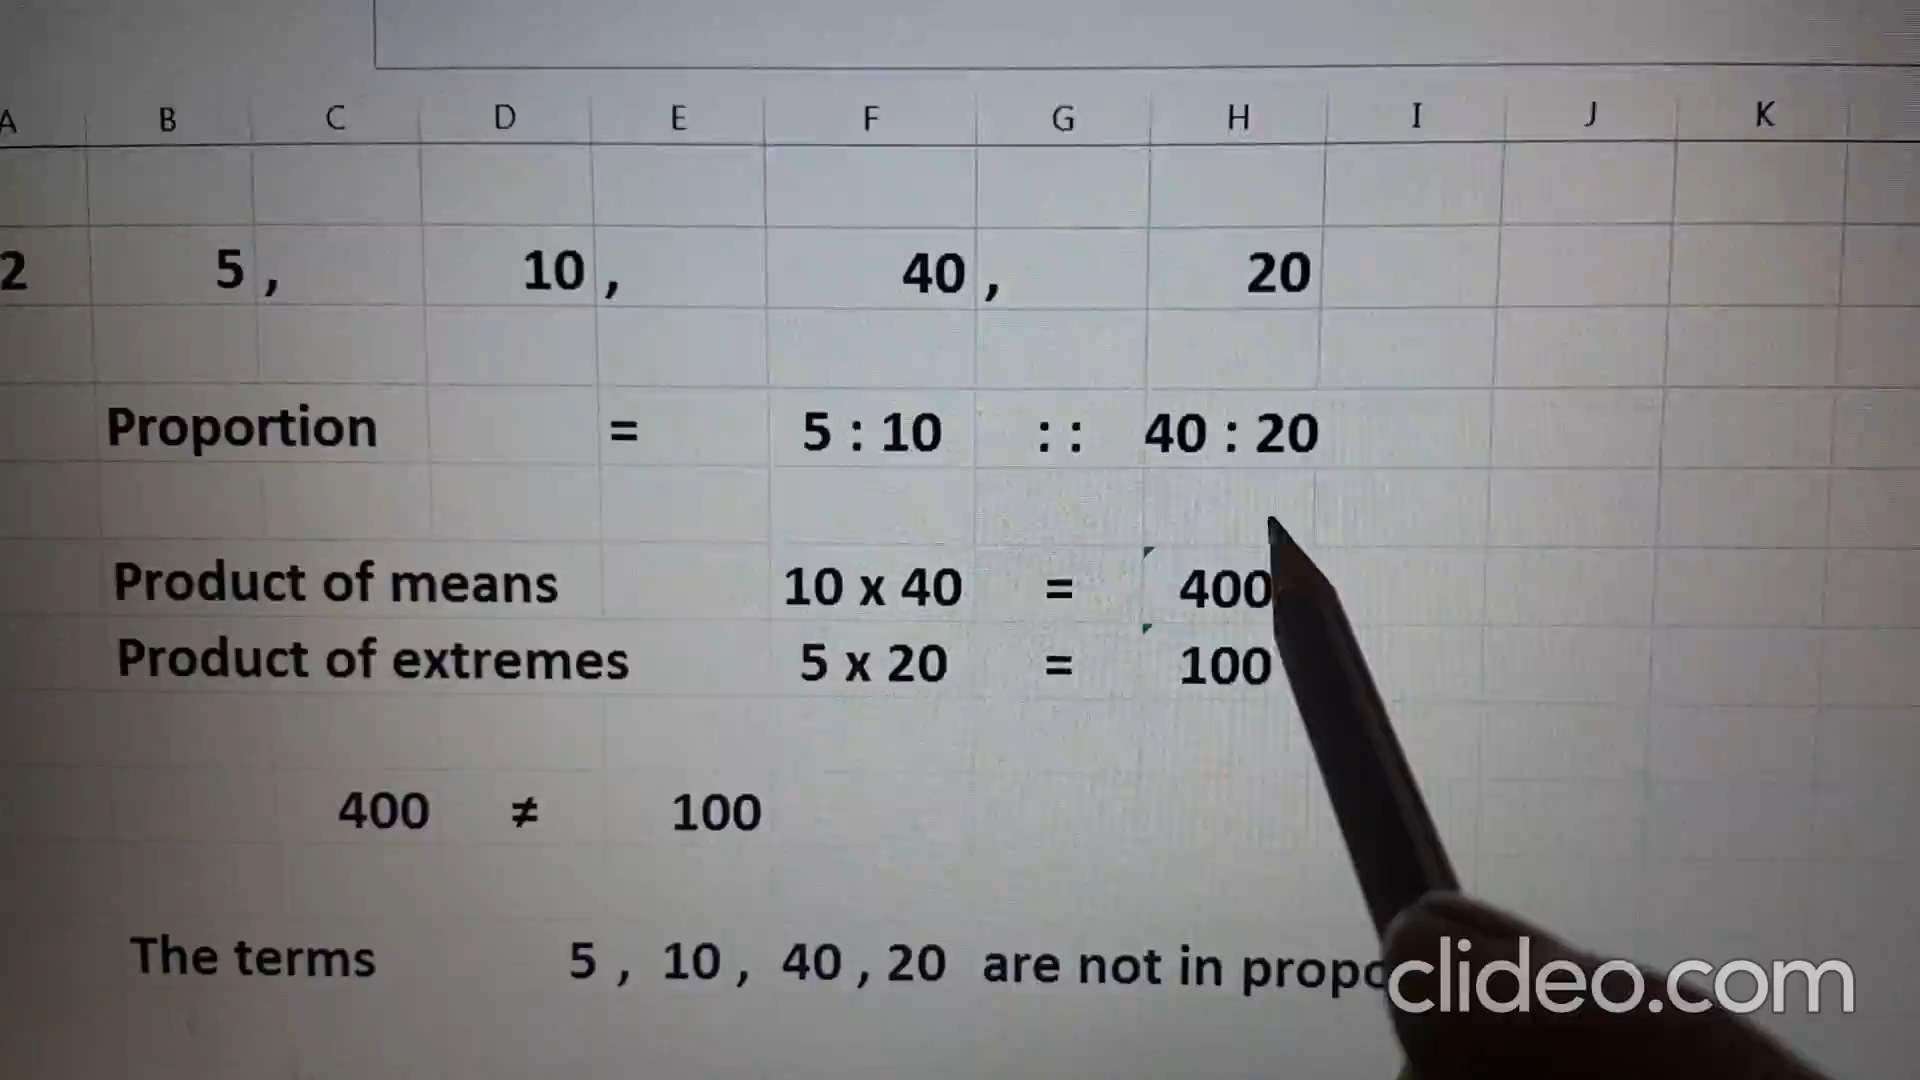 A B C D E F G H I J K
2 5 , 10 , 40 , 20
Proportion = 5 : 10 : : 40 : 20
Product of means 10 x 40 = 400
Product of extremes 5 x 20 = 100
400 ≠ 100
The terms 5 , 10 , 40 , 20 are not in
clideo.com